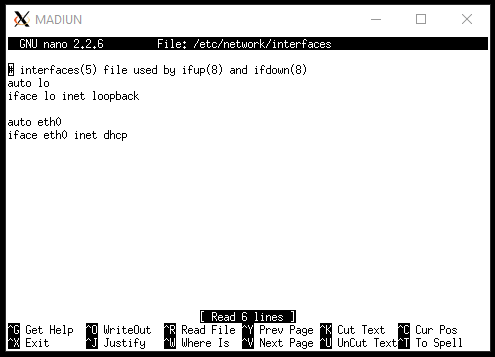 MADIUN
GNU nano 2.2.6 File: /etc/network/interfaces
# interfaces(5) file used by ifup(8) and ifdown(8)
auto lo
iface lo inet loopback
auto eth0
iface eth0 inet dhcp
[ Read 6 lines ]
^G Get Help ^O WriteOut ^R Read File ^Y Prev Page ^K Cut Text ^C Cur Pos
^X Exit ^J Justify ^W Where Is ^V Next Page ^U UnCut Text ^T To Spell